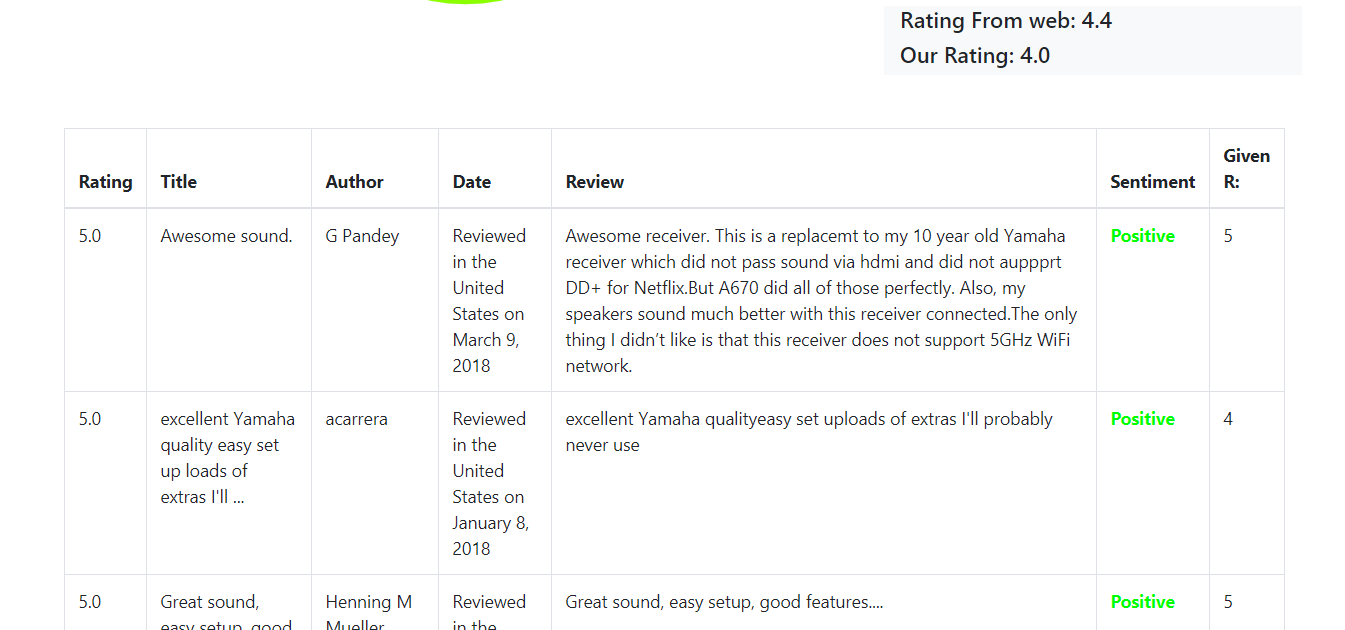 Rating From web: 4.4
Our Rating: 4.0
Rating Title Author Date Review Sentiment Given R:
5.0
Awesome sound.
G Pandey
Reviewed
in the
United
States on
March 9,
2018
Awesome receiver. This is a replacemt to my 10 year old Yamaha
receiver which did not pass sound via hdmi and did not auppprt
DD+ for Netflix.But A670 did all of those perfectly. Also, my
speakers sound much better with this receiver connected.The only
thing I didn’t like is that this receiver does not support 5GHz WiFi
network.
Positive
5
5.0
excellent Yamaha
quality easy set
up loads of
extras I'll ...
acarrera
Reviewed
in the
United
States on
January 8,
2018
excellent Yamaha qualityeasy set uploads of extras I'll probably
never use
Positive
4
5.0
Great sound,
easy setup, good
Henning M
Mueller
Reviewed
in the
Great sound, easy setup, good features....
Positive
5